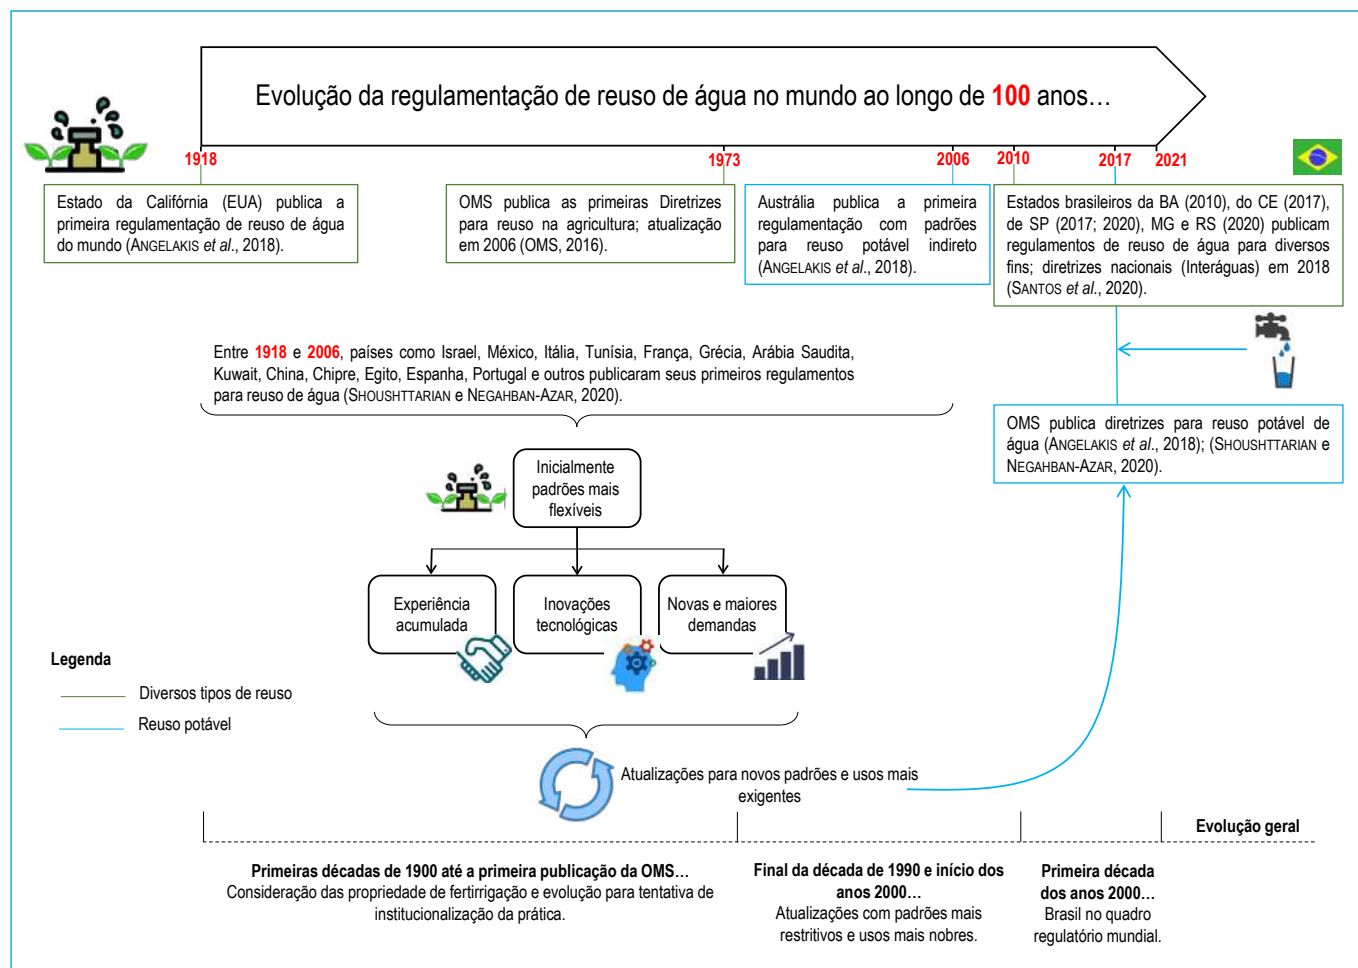 Evolução da regulamentação de reuso de água no mundo ao longo de 100 anos…
1918
1973
2006
2010
2017
2021
Estado da Califórnia (EUA) publica a
primeira regulamentação de reuso de água
do mundo (ANGELAKIS et al., 2018).
OMS publica as primeiras Diretrizes
para reuso na agricultura; atualização
em 2006 (OMS, 2016).
Austrália publica a primeira
regulamentação com padrões
para reuso potável indireto
(ANGELAKIS et al., 2018).
Estados brasileiros da BA (2010), do CE (2017),
de SP (2017; 2020), MG e RS (2020) publicam
regulamentos de reuso de água para diversos
fins; diretrizes nacionais (Interáguas) em 2018
(SANTOS et al., 2020).
Entre 1918 e 2006, países como Israel, México, Itália, Tunísia, França, Grécia, Arábia Saudita,
Kuwait, China, Chipre, Egito, Espanha, Portugal e outros publicaram seus primeiros regulamentos
para reuso de água (SHOUSHTTARIAN e NEGAHBAN-AZAR, 2020).
OMS publica diretrizes para reuso potável de
água (ANGELAKIS et al., 2018); (SHOUSHTTARIAN e
NEGAHBAN-AZAR, 2020).
Inicialmente
padrões mais
flexíveis
Experiência
acumulada
Inovações
tecnológicas
Novas e maiores
demandas
Legenda
Diversos tipos de reuso
Reuso potável
Atualizações para novos padrões e usos mais
exigentes
Evolução geral
Primeiras décadas de 1900 até a primeira publicação da OMS…
Consideração das propriedade de fertirrigação e evolução para tentativa de
institucionalização da prática.
Final da década de 1990 e início dos
anos 2000…
Atualizações com padrões mais
restritivos e usos mais nobres.
Primeira década
dos anos 2000…
Brasil no quadro
regulatório mundial.